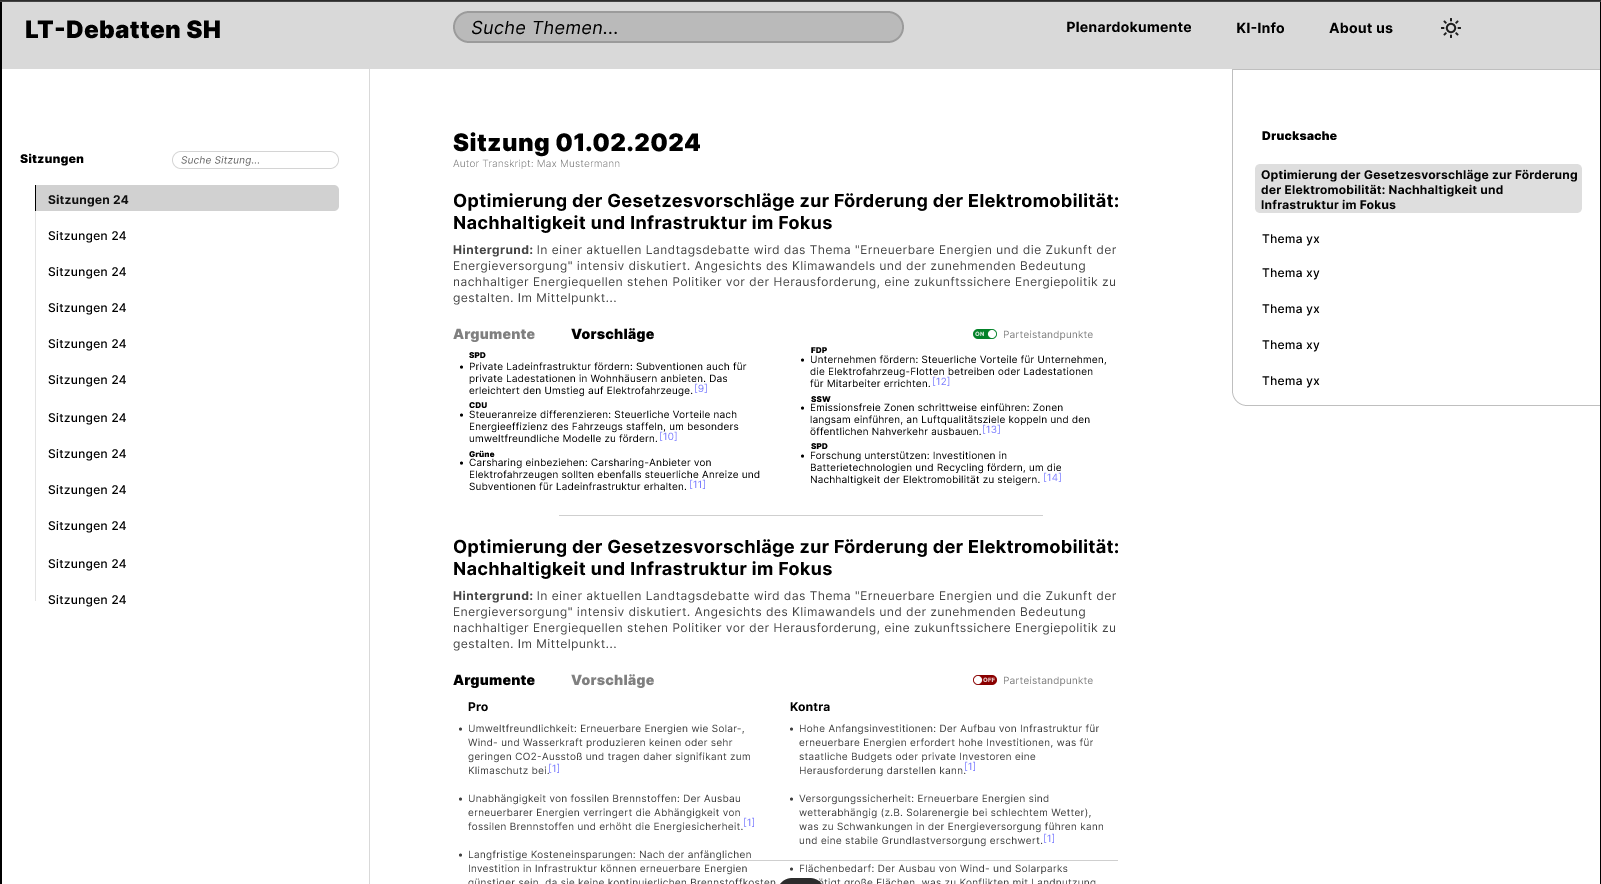 LT-Debatten SH
Suche Themen...
Plenardokumente
KI-Info
About us
Sitzungen
Suche Sitzung...
Sitzungen 24
Sitzungen 24
Sitzungen 24
Sitzungen 24
Sitzungen 24
Sitzungen 24
Sitzungen 24
Sitzungen 24
Sitzungen 24
Sitzungen 24
Sitzungen 24
Sitzungen 24
Sitzung 01.02.2024
Autor Transkript: Max Mustermann
Optimierung der Gesetzesvorschläge zur Förderung der Elektromobilität:
Nachhaltigkeit und Infrastruktur im Fokus
Hintergrund: In einer aktuellen Landtagsdebatte wird das Thema "Erneuerbare Energien und die Zukunft der
Energieversorgung" intensiv diskutiert. Angesichts des Klimawandels und der zunehmenden Bedeutung
nachhaltiger Energiequellen stehen Politiker vor der Herausforderung, eine zukunftssichere Energiepolitik zu
gestalten. Im Mittelpunkt...
Argumente
Vorschläge
ON
Parteistandpunkte
SPD
• Private Ladeinfrastruktur fördern: Subventionen auch für
private Ladestationen in Wohnhäusern anbieten. Das
erleichtert den Umstieg auf Elektrofahrzeuge. [9]
CDU
• Steueranreize differenzieren: Steuerliche Vorteile nach
Energieeffizienz des Fahrzeugs staffeln, um besonders
umweltfreundliche Modelle zu fördern. [10]
Grüne
• Carsharing einbeziehen: Carsharing-Anbieter von
Elektrofahrzeugen sollten ebenfalls steuerliche Anreize und
Subventionen für Ladeinfrastruktur erhalten. [11]
FDP
• Unternehmen fördern: Steuerliche Vorteile für Unternehmen,
die Elektrofahrzeug-Flotten betreiben oder Ladestationen
für Mitarbeiter errichten. [12]
SSW
• Emissionsfreie Zonen schrittweise einführen: Zonen
langsam einführen, an Luftqualitätsziele koppeln und den
öffentlichen Nahverkehr ausbauen. [13]
SPD
• Forschung unterstützen: Investitionen in
Batterietechnologien und Recycling fördern, um die
Nachhaltigkeit der Elektromobilität zu steigern. [14]
Optimierung der Gesetzesvorschläge zur Förderung der Elektromobilität:
Nachhaltigkeit und Infrastruktur im Fokus
Hintergrund: In einer aktuellen Landtagsdebatte wird das Thema "Erneuerbare Energien und die Zukunft der
Energieversorgung" intensiv diskutiert. Angesichts des Klimawandels und der zunehmenden Bedeutung
nachhaltiger Energiequellen stehen Politiker vor der Herausforderung, eine zukunftssichere Energiepolitik zu
gestalten. Im Mittelpunkt...
Argumente
Vorschläge
OFF
Parteistandpunkte
Pro
• Umweltfreundlichkeit: Erneuerbare Energien wie Solar-,
Wind- und Wasserkraft produzieren keinen oder sehr
geringen CO2-Ausstoß und tragen daher signifikant zum
Klimaschutz bei.[1]
• Unabhängigkeit von fossilen Brennstoffen: Der Ausbau
erneuerbarer Energien verringert die Abhängigkeit von
fossilen Brennstoffen und erhöht die Energiesicherheit.[1]
• Langfristige Kosteneinsparungen: Nach der anfänglichen
Investition in Infrastruktur können erneuerbare Energien
günstiger sein, da sie keine kontinuierlichen Brennstoffkosten
Kontra
• Hohe Anfangsinvestitionen: Der Aufbau von Infrastruktur für
erneuerbare Energien erfordert hohe Investitionen, was für
staatliche Budgets oder private Investoren eine
Herausforderung darstellen kann.[1]
• Versorgungssicherheit: Erneuerbare Energien sind
wetterabhängig (z.B. Solarenergie bei schlechtem Wetter),
was zu Schwankungen in der Energieversorgung führen kann
und eine stabile Grundlastversorgung erschwert.[1]
• Flächenbedarf: Der Ausbau von Wind- und Solarparks
große Flächen, was zu Konflikten mit Landnutzung
Drucksache
Optimierung der Gesetzesvorschläge zur Förderung
der Elektromobilität: Nachhaltigkeit und
Infrastruktur im Fokus
Thema yx
Thema xy
Thema yx
Thema xy
Thema yx